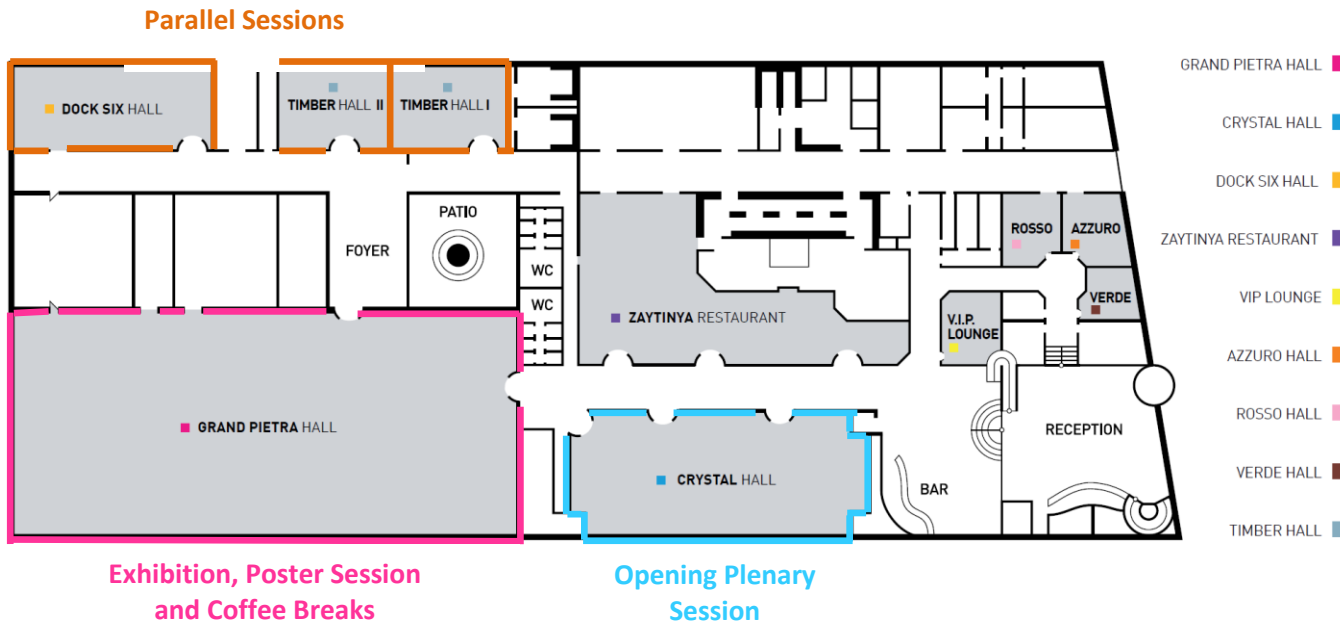 Parallel Sessions
DOCK SIX HALL
TIMBER HALL II
TIMBER HALL I
GRAND PIETRA HALL
CRYSTAL HALL
DOCK SIX HALL
ZAYTINYA RESTAURANT
VIP LOUNGE
AZZURO HALL
ROSSO HALL
VERDE HALL
TIMBER HALL
PATIO
FOYER
WC
WC
ROSSO
AZZURO
VERDE
V.I.P.
LOUNGE
ZAYTINYA RESTAURANT
GRAND PIETRA HALL
CRYSTAL HALL
BAR
RECEPTION
Exhibition, Poster Session
and Coffee Breaks
Opening Plenary
Session